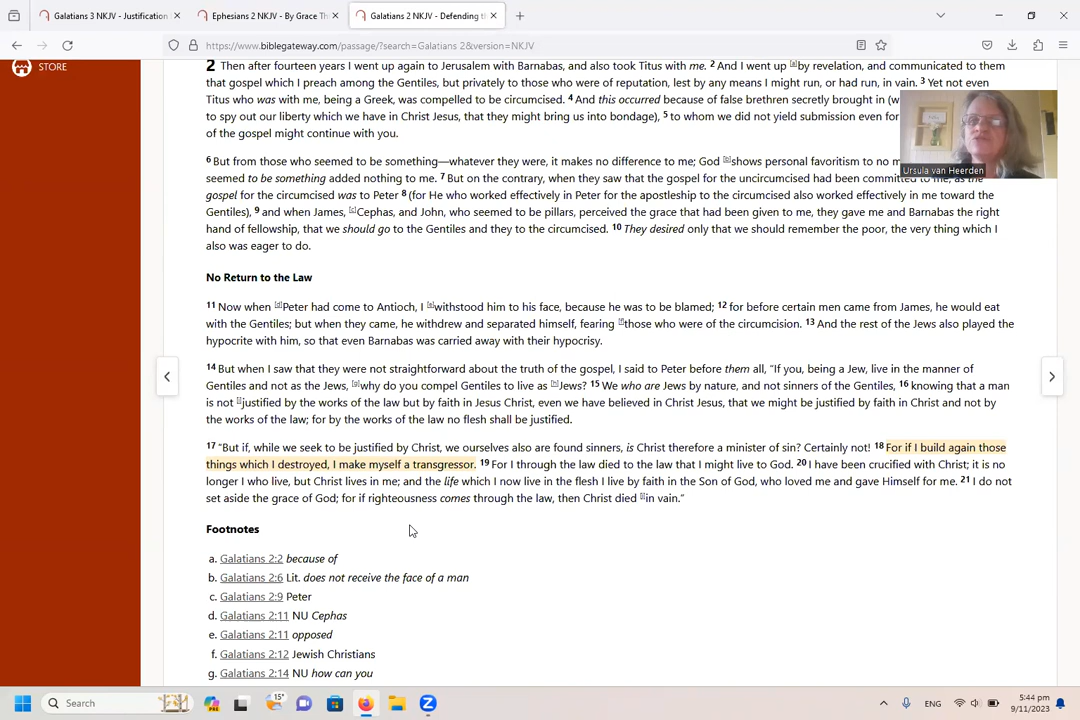 Galatians 3 NKJV - Justification
Ephesians 2 NKJV - By Grace Th
Galatians 2 NKJV - Defending th
https://www.biblegateway.com/passage/?search=Galatians 2&version=NKJV
STORE
2 Then after fourteen years I went up again to Jerusalem with Barnabas, and also took Titus with me. 2 And I went up [a]by revelation, and communicated to them
that gospel which I preach among the Gentiles, but privately to those who were of reputation, lest by any means I might run, or had run, in vain. 3 Yet not even
Titus who was with me, being a Greek, was compelled to be circumcised. 4 And this occurred because of false brethren secretly brought in (w
to spy out our liberty which we have in Christ Jesus, that they might bring us into bondage), 5 to whom we did not yield submission even for
of the gospel might continue with you.
Ursula van Heerden
6 But from those who seemed to be something—whatever they were, it makes no difference to me; God [b]shows personal favoritism to no m
seemed to be something added nothing to me. 7 But on the contrary, when they saw that the gospel for the uncircumcised had been committed to me, as the
gospel for the circumcised was to Peter 8 (for He who worked effectively in Peter for the apostleship to the circumcised also worked effectively in me toward the
Gentiles), 9 and when James, [c]Cephas, and John, who seemed to be pillars, perceived the grace that had been given to me, they gave me and Barnabas the right
hand of fellowship, that we should go to the Gentiles and they to the circumcised. 10 They desired only that we should remember the poor, the very thing which I
also was eager to do.
No Return to the Law
11 Now when [d]Peter had come to Antioch, I [e]withstood him to his face, because he was to be blamed; 12 for before certain men came from James, he would eat
with the Gentiles; but when they came, he withdrew and separated himself, fearing [f]those who were of the circumcision. 13 And the rest of the Jews also played the
hypocrite with him, so that even Barnabas was carried away with their hypocrisy.
14 But when I saw that they were not straightforward about the truth of the gospel, I said to Peter before them all, “If you, being a Jew, live in the manner of
Gentiles and not as the Jews, [g]why do you compel Gentiles to live as [h]Jews? 15 We who are Jews by nature, and not sinners of the Gentiles, 16 knowing that a man
is not [i]justified by the works of the law but by faith in Jesus Christ, even we have believed in Christ Jesus, that we might be justified by faith in Christ and not by
the works of the law; for by the works of the law no flesh shall be justified.
17 “But if, while we seek to be justified by Christ, we ourselves also are found sinners, is Christ therefore a minister of sin? Certainly not! 18 For if I build again those
things which I destroyed, I make myself a transgressor. 19 For I through the law died to the law that I might live to God. 20 I have been crucified with Christ; it is no
longer I who live, but Christ lives in me; and the life which I now live in the flesh I live by faith in the Son of God, who loved me and gave Himself for me. 21 I do not
set aside the grace of God; for if righteousness comes through the law, then Christ died [j]in vain.”
Footnotes
a. Galatians 2:2 because of
b. Galatians 2:6 Lit. does not receive the face of a man
c. Galatians 2:9 Peter
d. Galatians 2:11 NU Cephas
e. Galatians 2:11 opposed
f. Galatians 2:12 Jewish Christians
g. Galatians 2:14 NU how can you
Search
15°
ENG
5:44 pm
9/11/2023